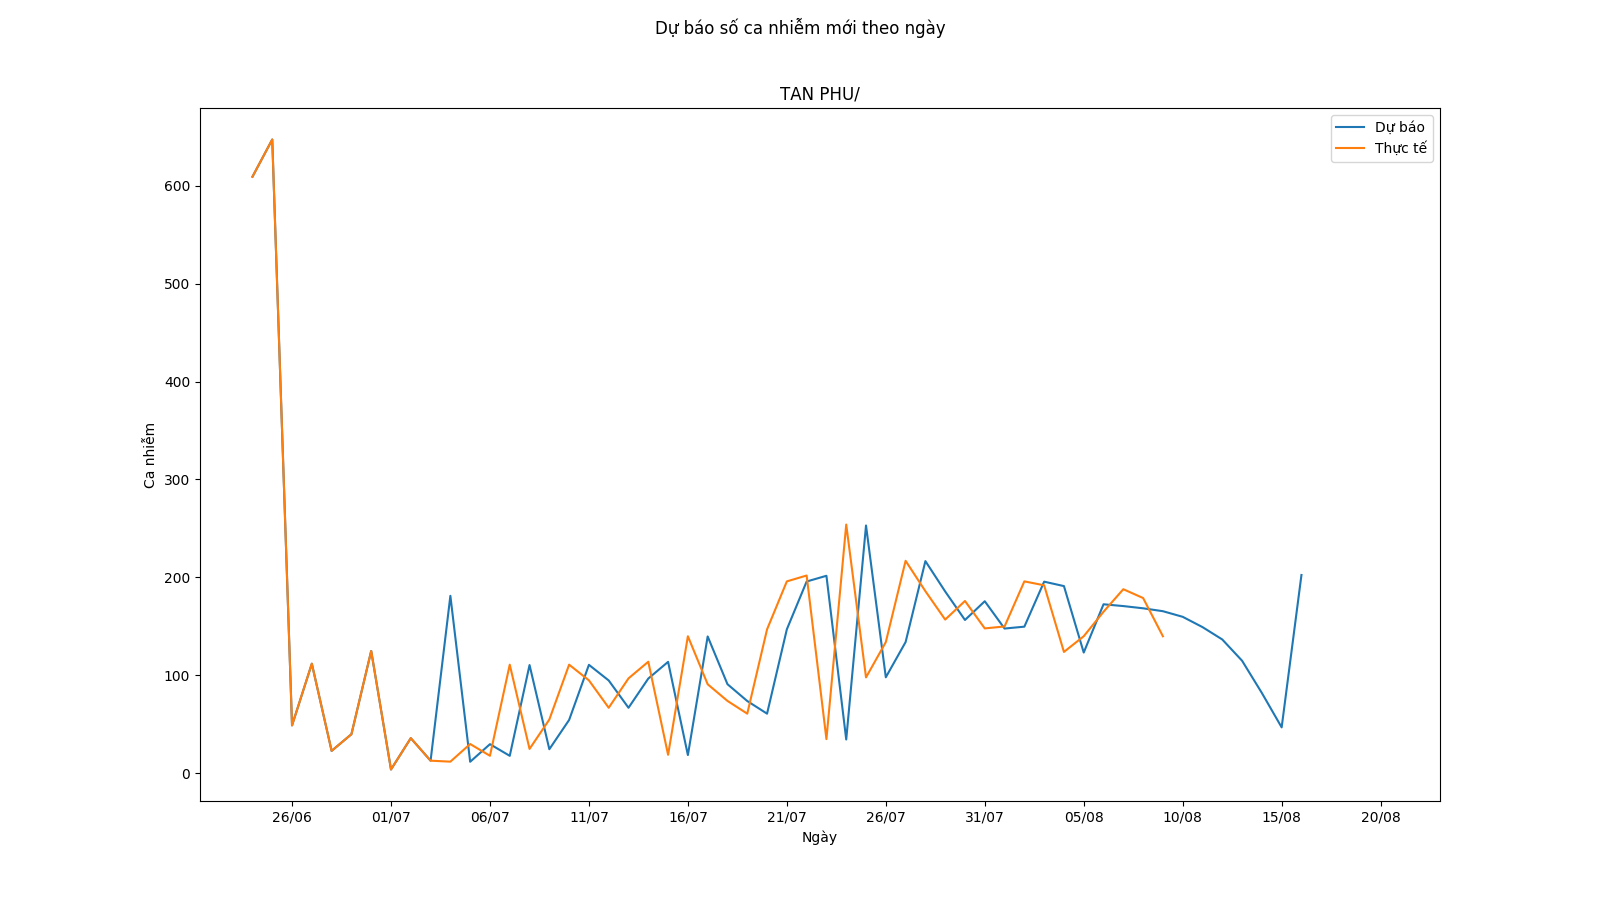 Dự báo số ca nhiễm mới theo ngày
TAN PHU/
Dự báo
Thực tế
600
500
400
300
200
100
0
Ca nhiễm
26/06 01/07 06/07 11/07 16/07 21/07 26/07 31/07 05/08 10/08 15/08 20/08
Ngày